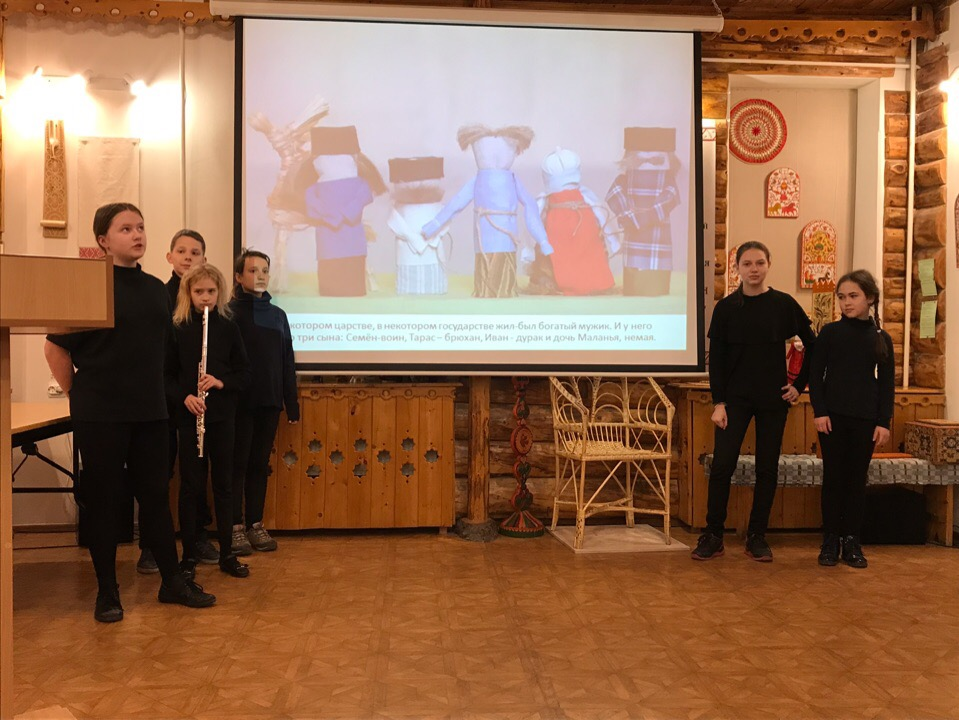 котором царстве, в некотором государстве жил-был богатый мужик. И у него
три сына: Семён-воин, Тарас – брюхан, Иван - дурак и дочь Маланья, немая.